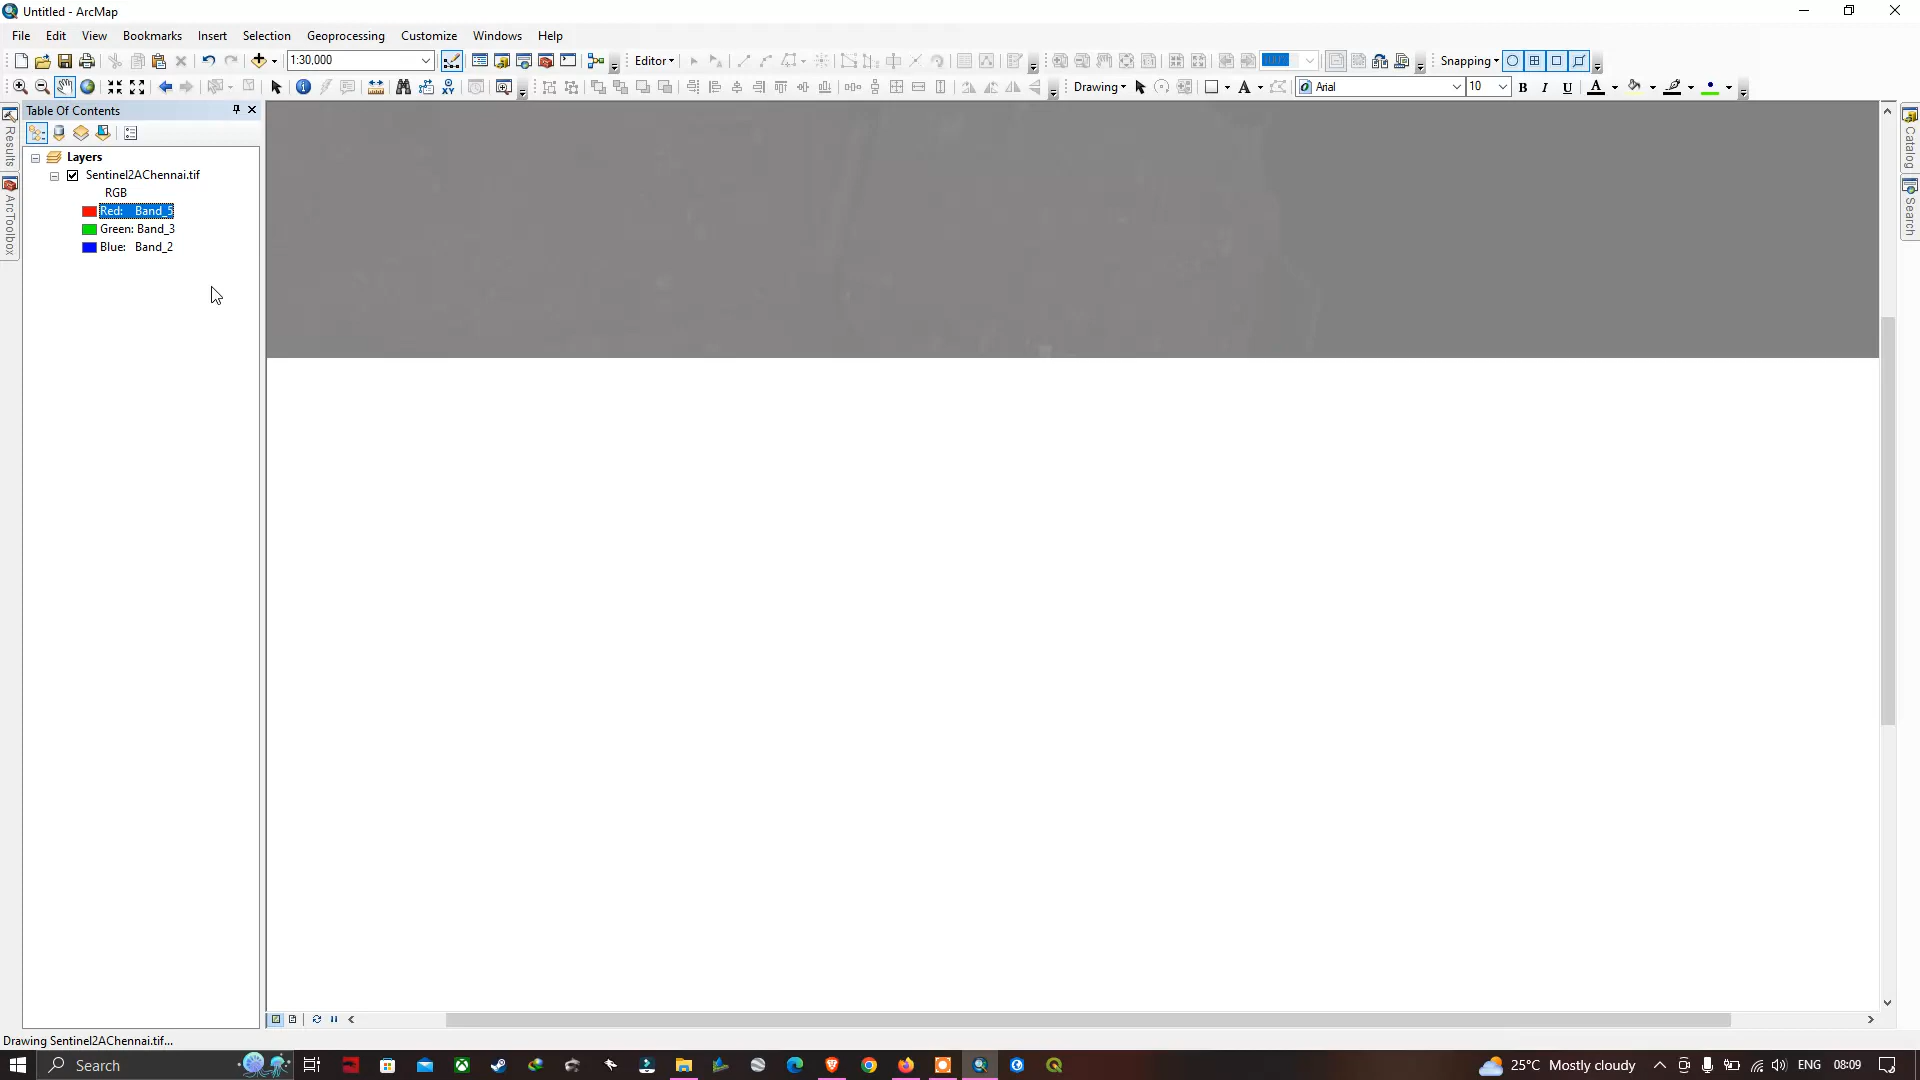 Untitled - ArcMap
File Edit View Bookmarks Insert Selection Geoprocessing Customize Windows Help
1:30,000
Editor
100%
Snapping
Drawing
A
Arial
10
B I U A
Table Of Contents
Results
ArcToolbox
Layers
Sentinel2AChennai.tif
RGB
Red: Band_5
Green: Band_3
Blue: Band_2
Catalog
Search
Drawing Sentinel2AChennai.tif...
Search
25°C Mostly cloudy
ENG
08:09